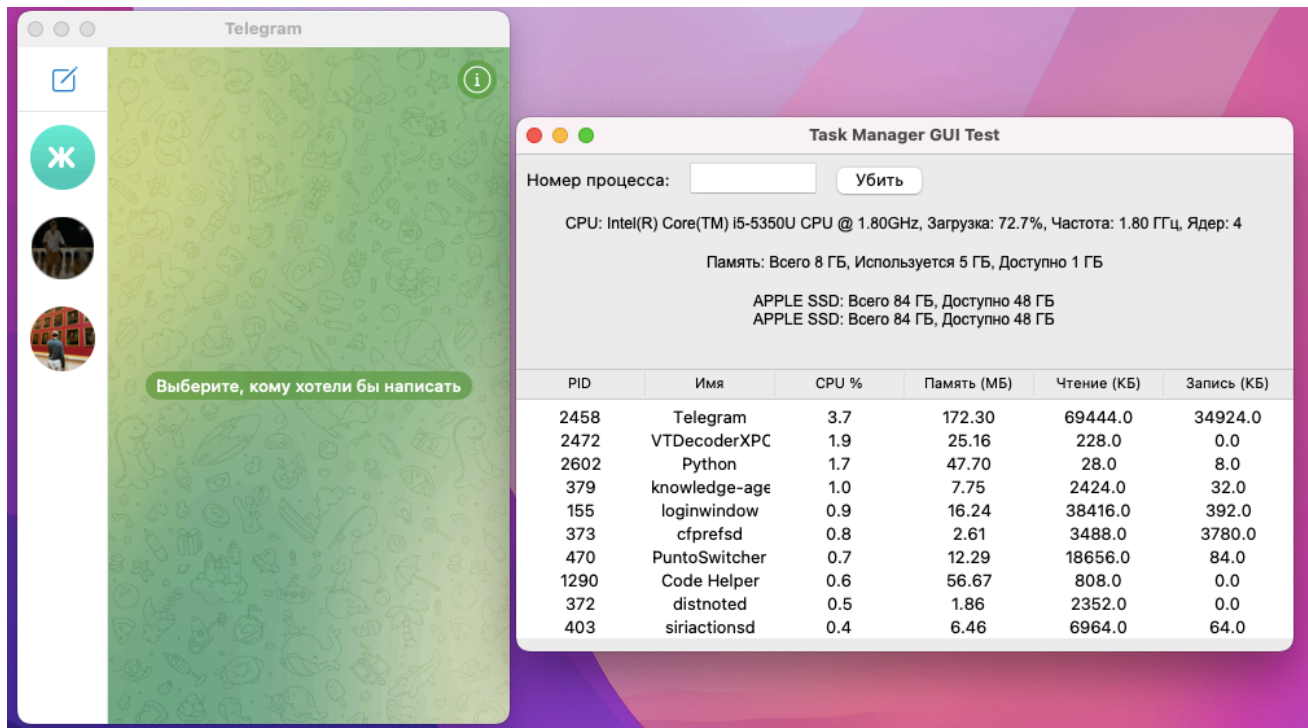 Telegram
Ж
Выберите, кому хотели бы написать
Task Manager GUI Test
Номер процесса: Убить
CPU: Intel(R) Core(TM) i5-5350U CPU @ 1.80GHz, Загрузка: 72.7%, Частота: 1.80 ГГц, Ядер: 4
Память: Всего 8 ГБ, Используется 5 ГБ, Доступно 1 ГБ
APPLE SSD: Всего 84 ГБ, Доступно 48 ГБ
APPLE SSD: Всего 84 ГБ, Доступно 48 ГБ
PID Имя CPU % Память (МБ) Чтение (КБ) Запись (КБ)
2458 Telegram 3.7 172.30 69444.0 34924.0
2472 VTDecoderXPC 1.9 25.16 228.0 0.0
2602 Python 1.7 47.70 28.0 8.0
379 knowledge-age 1.0 7.75 2424.0 32.0
155 loginwindow 0.9 16.24 38416.0 392.0
373 cfprefsd 0.8 2.61 3488.0 3780.0
470 PuntoSwitcher 0.7 12.29 18656.0 84.0
1290 Code Helper 0.6 56.67 808.0 0.0
372 distnoted 0.5 1.86 2352.0 0.0
403 siriactionsd 0.4 6.46 6964.0 64.0